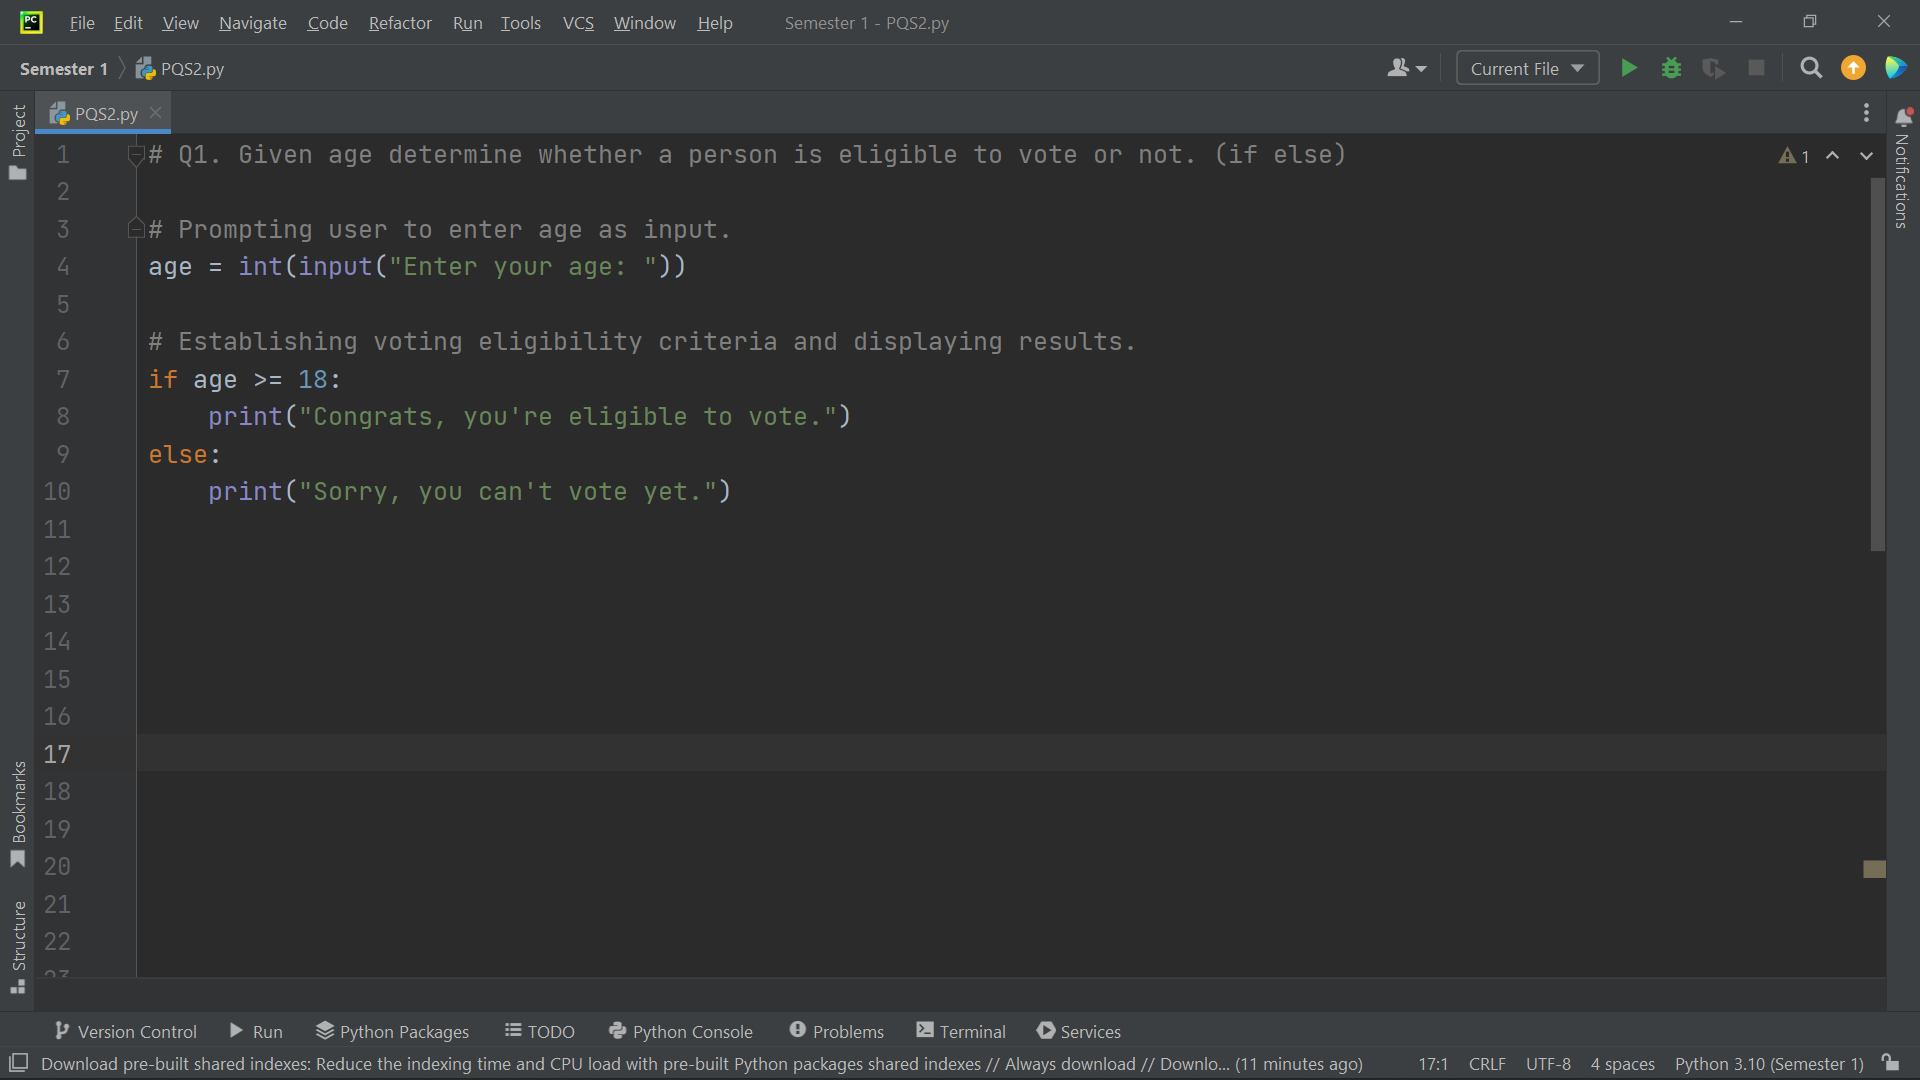 PC File Edit View Navigate Code Refactor Run Tools VCS Window Help Semester 1 - PQS2.py
Semester 1 PQS2.py Current File
PQS2.py
Project
Notifications
1 # Q1. Given age determine whether a person is eligible to vote or not. (if else) 1
2
3 # Prompting user to enter age as input.
4 age = int(input("Enter your age: "))
5
6 # Establishing voting eligibility criteria and displaying results.
7 if age >= 18:
8 print("Congrats, you're eligible to vote.")
9 else:
10 print("Sorry, you can't vote yet.")
11
12
13
14
15
16
17
18
19
20
21
22
23
Bookmarks
Structure
Version Control Run Python Packages TODO Python Console Problems Terminal Services
Download pre-built shared indexes: Reduce the indexing time and CPU load with pre-built Python packages shared indexes // Always download // Downlo... (11 minutes ago) 17:1 CRLF UTF-8 4 spaces Python 3.10 (Semester 1)